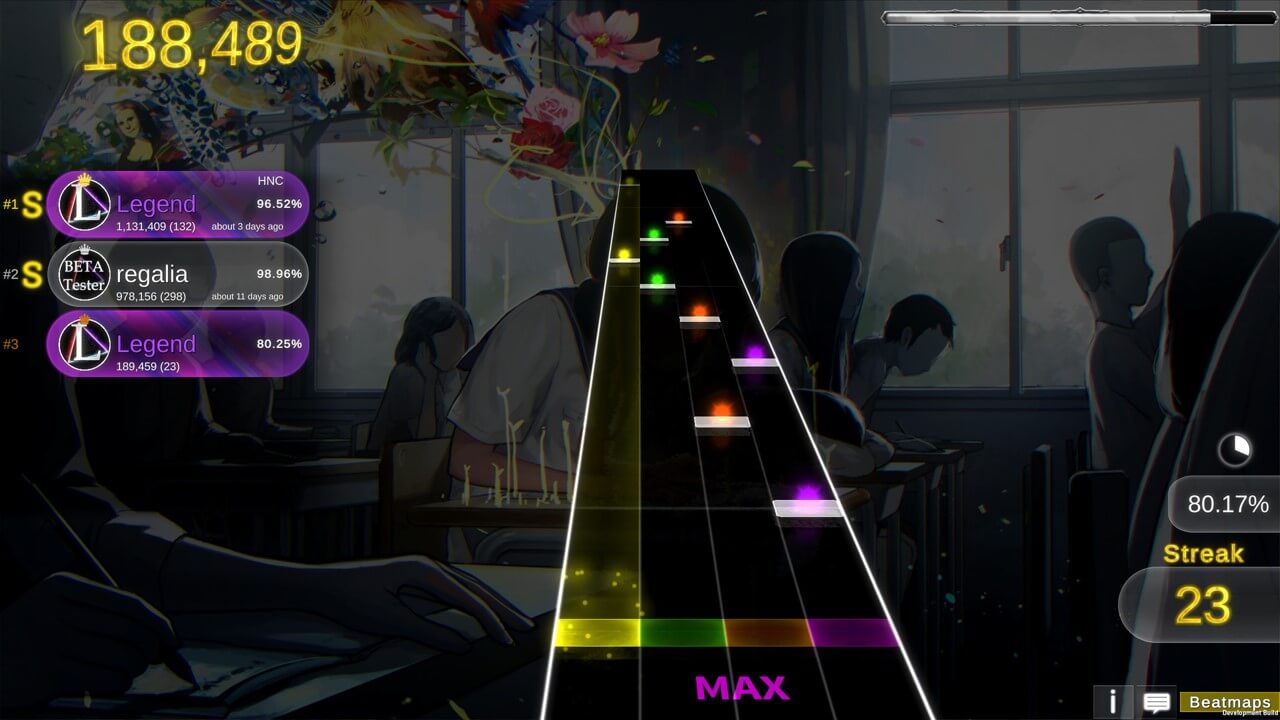 188,489
#1 S Legend HNC 96.52%
1,131,409 (132) about 3 days ago
#2 S BETA Tester regalia 98.96%
978,156 (298) about 11 days ago
#3 L Legend 80.25%
189,459 (23)
80.17%
Streak
23
MAX
i Beatmaps
Development Build